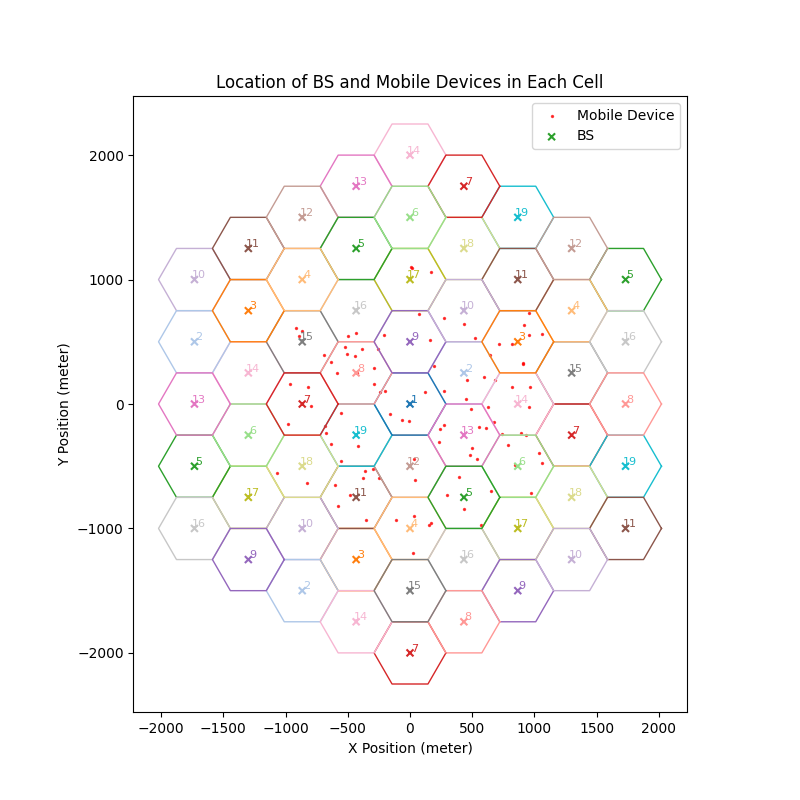 Location of BS and Mobile Devices in Each Cell
Mobile Device
BS
2000 14
13 7
12 6 19
11 5 18 12
1000 10 4 17 11 5
3 16 10 4
2 15 9 3 16
14 8 2 15
0 13 7 1 14 8
6 19 13 7
5 18 12 6 19
17 11 5 18
−1000 16 10 4 17 11
9 3 16 10
2 15 9
14 8
−2000 7
Y Position (meter)
−2000 −1500 −1000 −500 0 500 1000 1500 2000
X Position (meter)